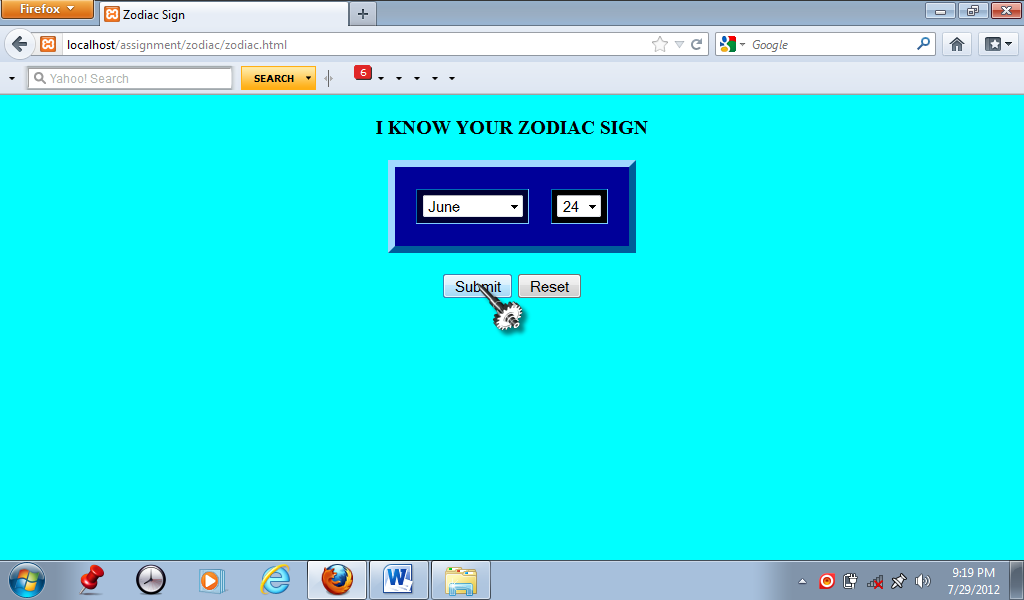 Firefox
Zodiac Sign
localhost/assignment/zodiac/zodiac.html
Google
Yahoo! Search
SEARCH
6
I KNOW YOUR ZODIAC SIGN
June 24
Submit Reset
9:19 PM
7/29/2012